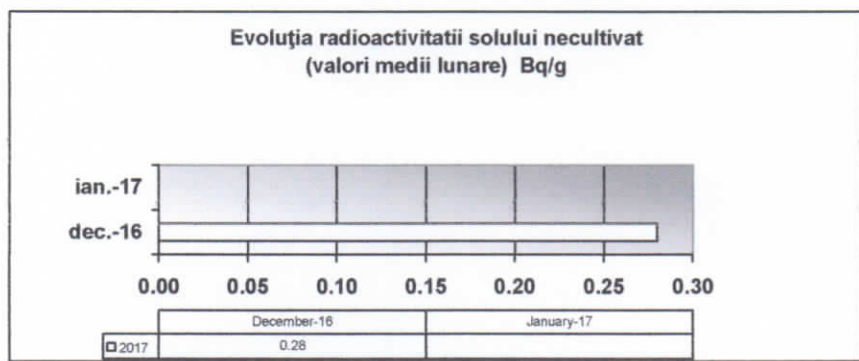 Evoluţia radioactivitatii solului necultivat
(valori medii lunare) Bq/g
ian.-17
dec.-16
0.00 0.05 0.10 0.15 0.20 0.25 0.30
December-16 January-17
2017 0.28